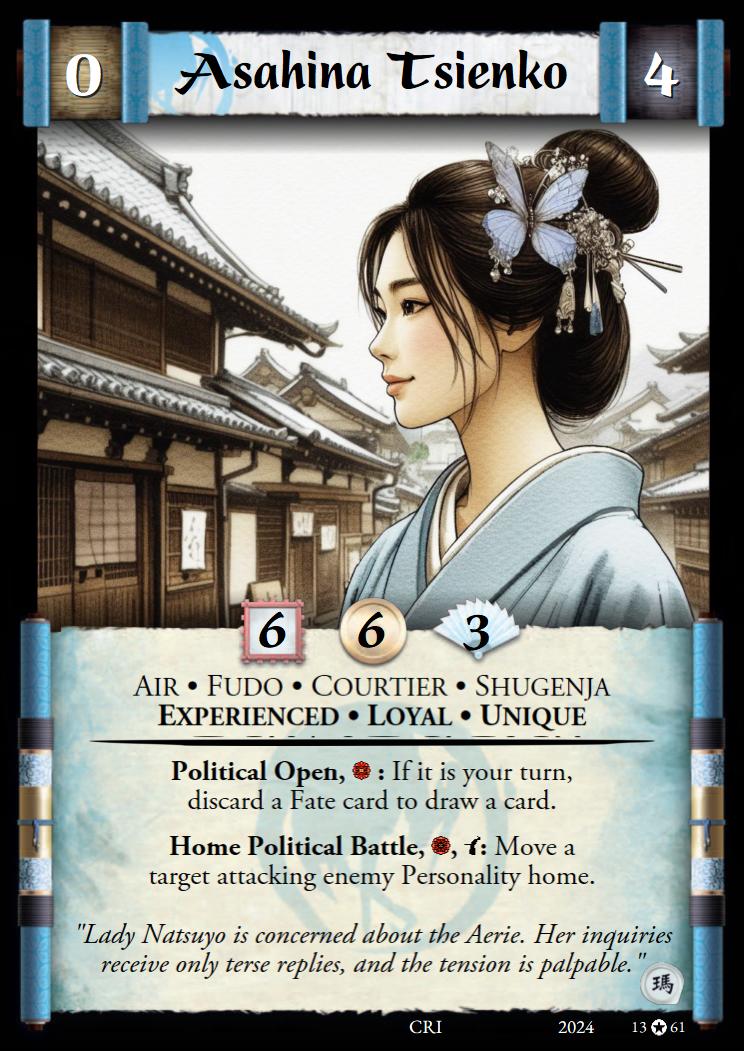 0 Asahina Tsienko 4
6 6 3
AIR • FUDO • COURTIER • SHUGENJA
EXPERIENCED • LOYAL • UNIQUE
Political Open, : If it is your turn,
discard a Fate card to draw a card.
Home Political Battle, , : Move a
target attacking enemy Personality home.
"Lady Natsuyo is concerned about the Aerie. Her inquiries
receive only terse replies, and the tension is palpable."
瑪
CRI 2024 13 61